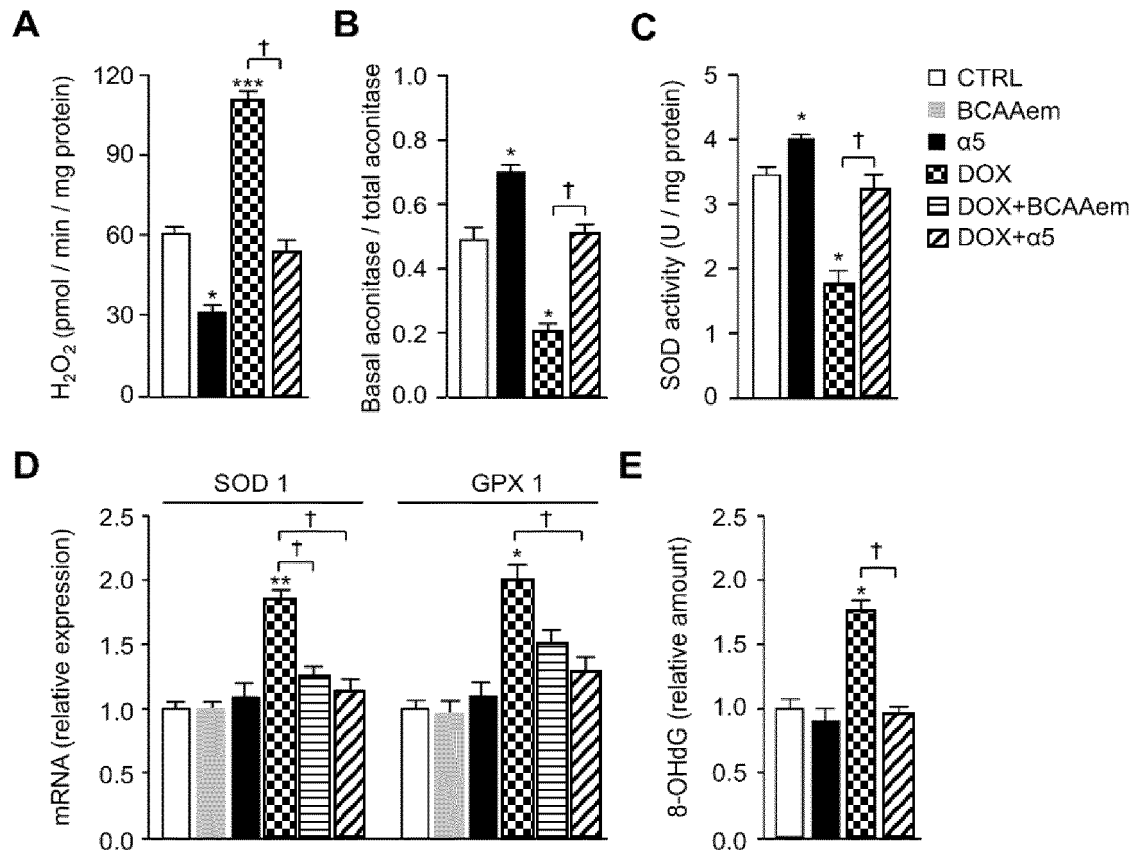 A
H₂O₂ (pmol / min / mg protein)
120
90
60
30
0
*
***
†
B
Basal aconitase / total aconitase
1.0
0.8
0.6
0.4
0.2
0.0
*
*
†
C
SOD activity (U / mg protein)
5
4
3
2
1
0
*
*
†
CTRL
BCAAem
α5
DOX
DOX+BCAAem
DOX+α5
D
SOD 1
GPX 1
mRNA (relative expression)
2.5
2.0
1.5
1.0
0.5
0.0
**
†
†
*
†
E
8-OHdG (relative amount)
2.5
2.0
1.5
1.0
0.5
0.0
*
†